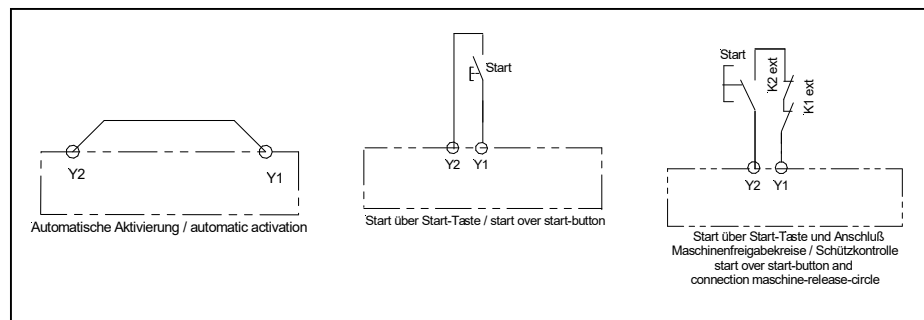 Y2
Y1
Automatische Aktivierung / automatic activation
Start
Y2
Y1
Start über Start-Taste / start over start-button
Start
K2 ext
K1 ext
Y2
Y1
Start über Start-Taste und Anschluß
Maschinenfreigabekreise / Schützkontrolle
start over start-button and
connection maschine-release-circle